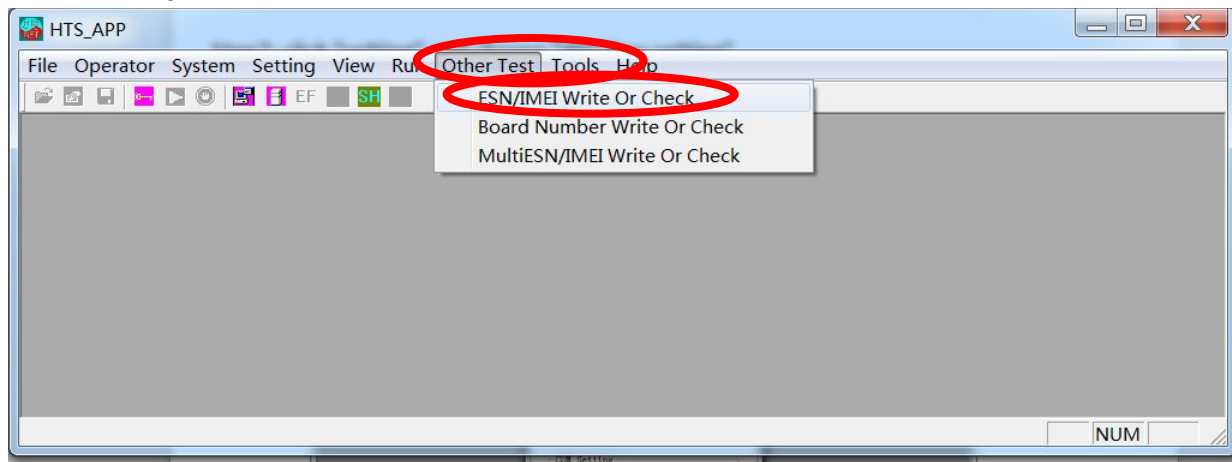 HTS_APP
File Operator System Setting View Run Other Test Tools Help
EF SH
ESN/IMEI Write Or Check
Board Number Write Or Check
MultiESN/IMEI Write Or Check
NUM